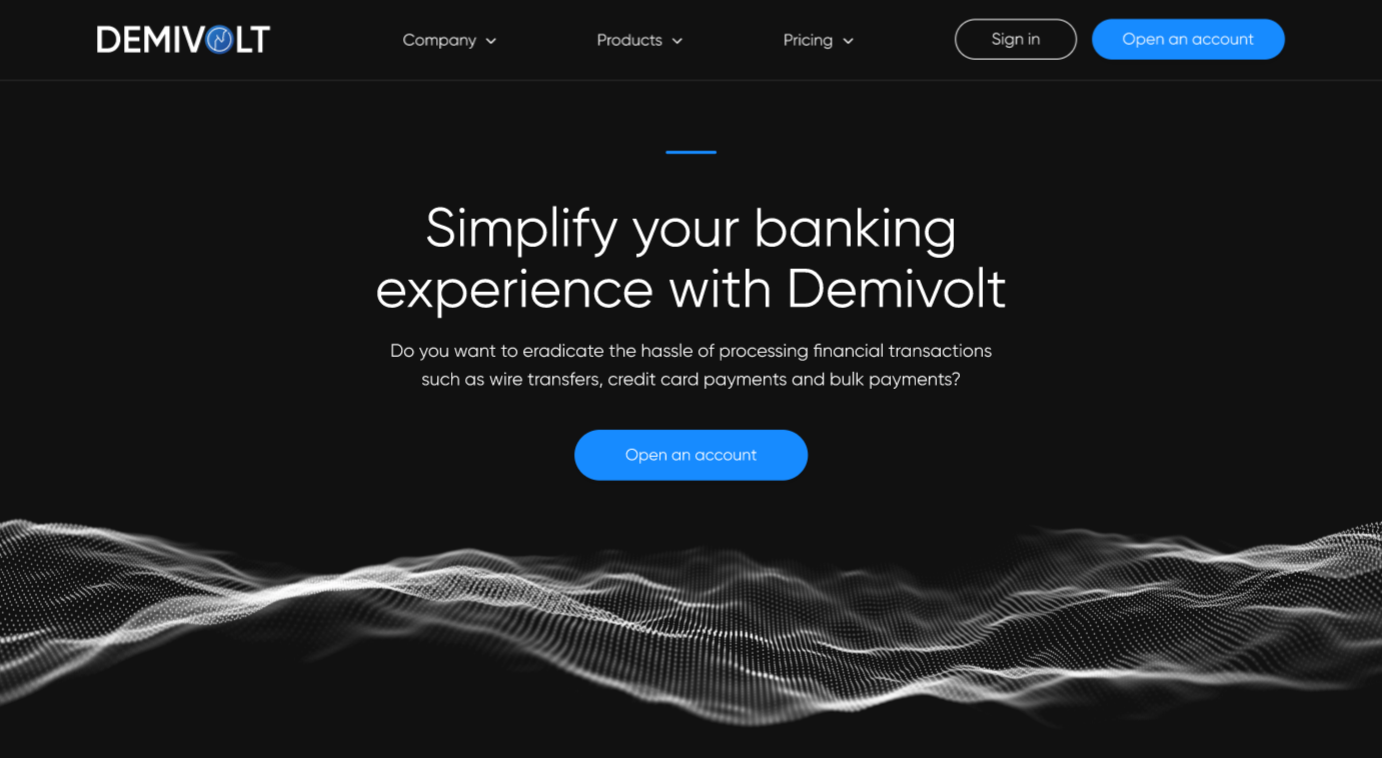 DEMIVOLT
Company
Products
Pricing
Sign in
Open an account
Simplify your banking
experience with Demivolt
Do you want to eradicate the hassle of processing financial transactions
such as wire transfers, credit card payments and bulk payments?
Open an account